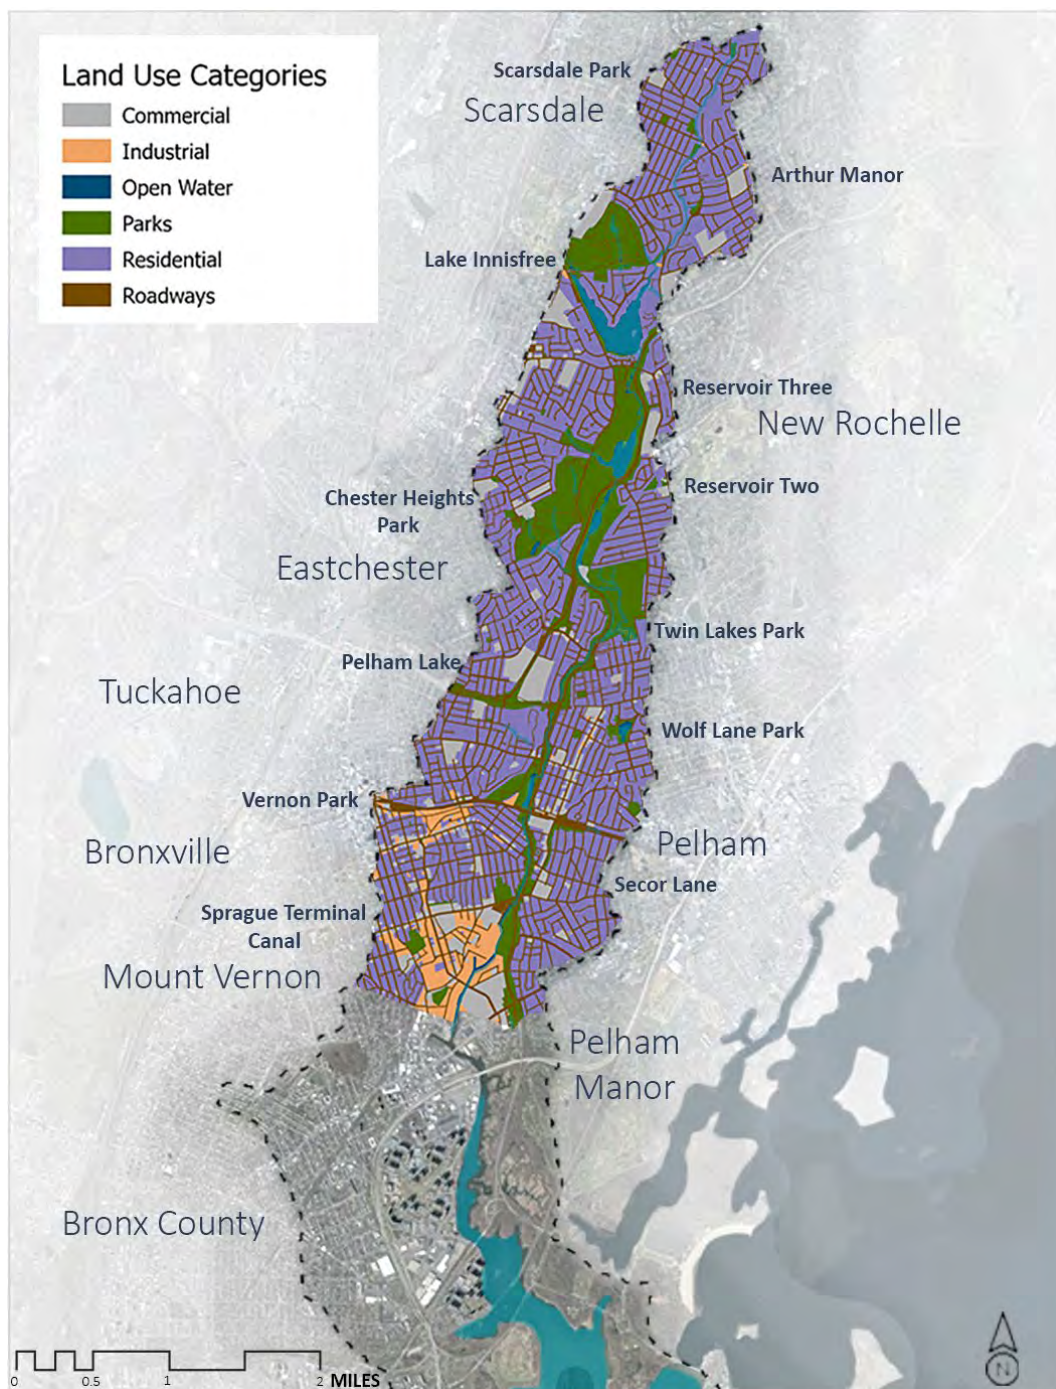 Land Use Categories
Commercial
Industrial
Open Water
Parks
Residential
Roadways
Scarsdale Park
Scarsdale
Arthur Manor
Lake Innisfree
Reservoir Three
New Rochelle
Reservoir Two
Chester Heights
Park
Eastchester
Twin Lakes Park
Pelham Lake
Tuckahoe
Wolf Lane Park
Vernon Park
Pelham
Bronxville
Secor Lane
Sprague Terminal
Canal
Mount Vernon
Pelham
Manor
Bronx County
N
0 0.5 1 2 MILES